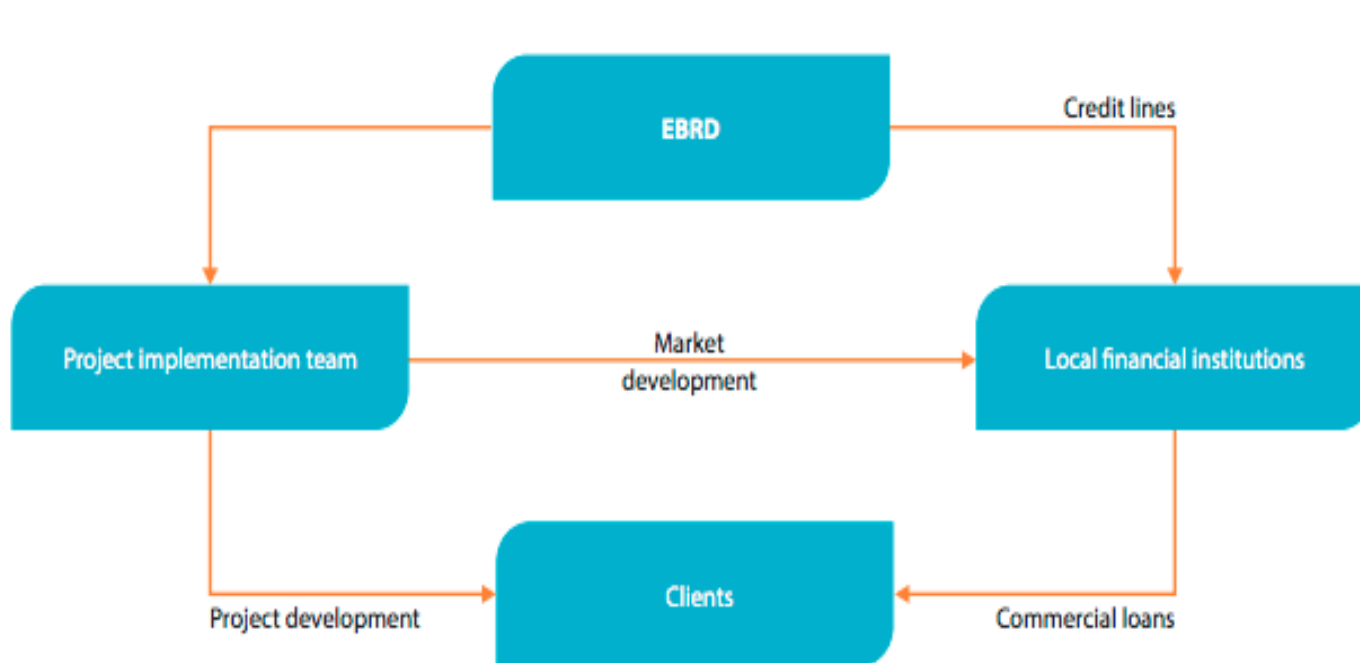 Credit lines
EBRD
Project implementation team
Market
development
Local financial institutions
Clients
Project development
Commercial loans